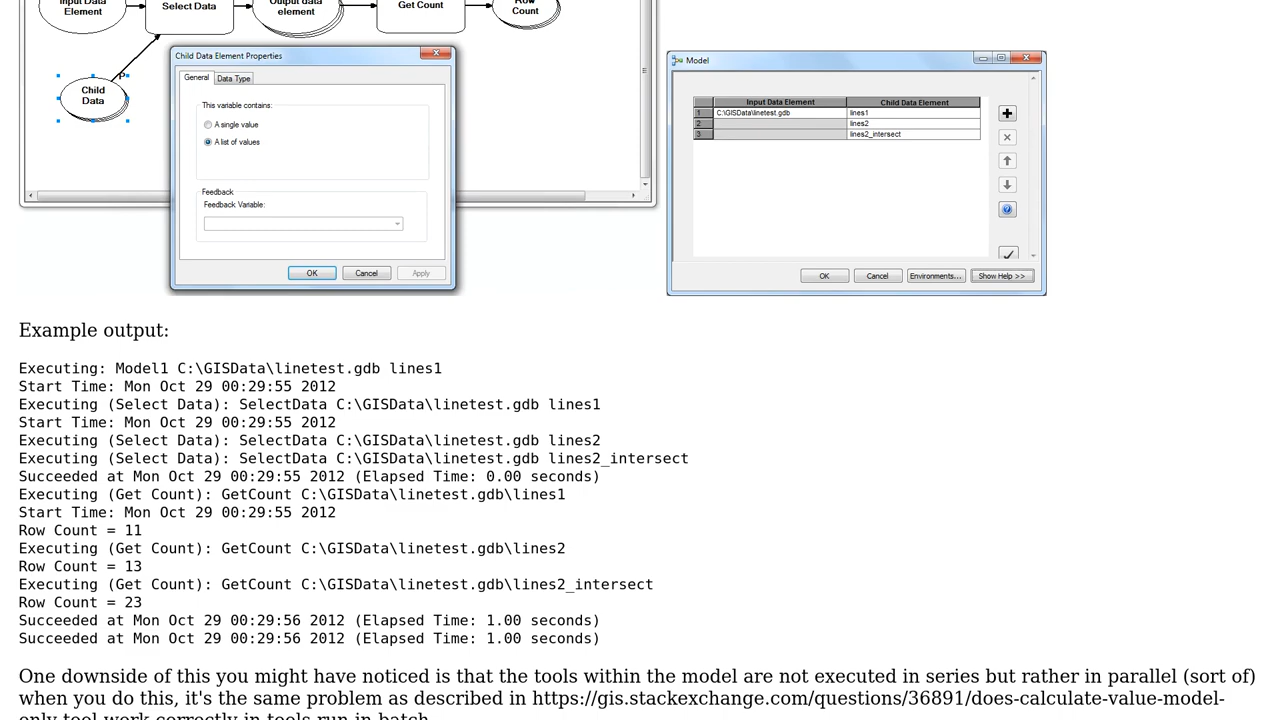 Input Data
Element
Select Data
Output data
element
Get Count
Row
Count
P
Child
Data
Child Data Element Properties
General
Data Type
This variable contains:
A single value
A list of values
Feedback
Feedback Variable:
OK
Cancel
Apply
Model
Input Data Element
Child Data Element
1 C:\GISData\linetest.gdb lines1
2 lines2
3 lines2_intersect
OK
Cancel
Environments...
Show Help >>
Example output:
Executing: Model1 C:\GISData\linetest.gdb lines1
Start Time: Mon Oct 29 00:29:55 2012
Executing (Select Data): SelectData C:\GISData\linetest.gdb lines1
Start Time: Mon Oct 29 00:29:55 2012
Executing (Select Data): SelectData C:\GISData\linetest.gdb lines2
Executing (Select Data): SelectData C:\GISData\linetest.gdb lines2_intersect
Succeeded at Mon Oct 29 00:29:55 2012 (Elapsed Time: 0.00 seconds)
Executing (Get Count): GetCount C:\GISData\linetest.gdb\lines1
Start Time: Mon Oct 29 00:29:55 2012
Row Count = 11
Executing (Get Count): GetCount C:\GISData\linetest.gdb\lines2
Row Count = 13
Executing (Get Count): GetCount C:\GISData\linetest.gdb\lines2_intersect
Row Count = 23
Succeeded at Mon Oct 29 00:29:56 2012 (Elapsed Time: 1.00 seconds)
Succeeded at Mon Oct 29 00:29:56 2012 (Elapsed Time: 1.00 seconds)
One downside of this you might have noticed is that the tools within the model are not executed in series but rather in parallel (sort of)
when you do this, it's the same problem as described in https://gis.stackexchange.com/questions/36891/does-calculate-value-model-
only-tool-work-correctly-in-tools-run-in-batch